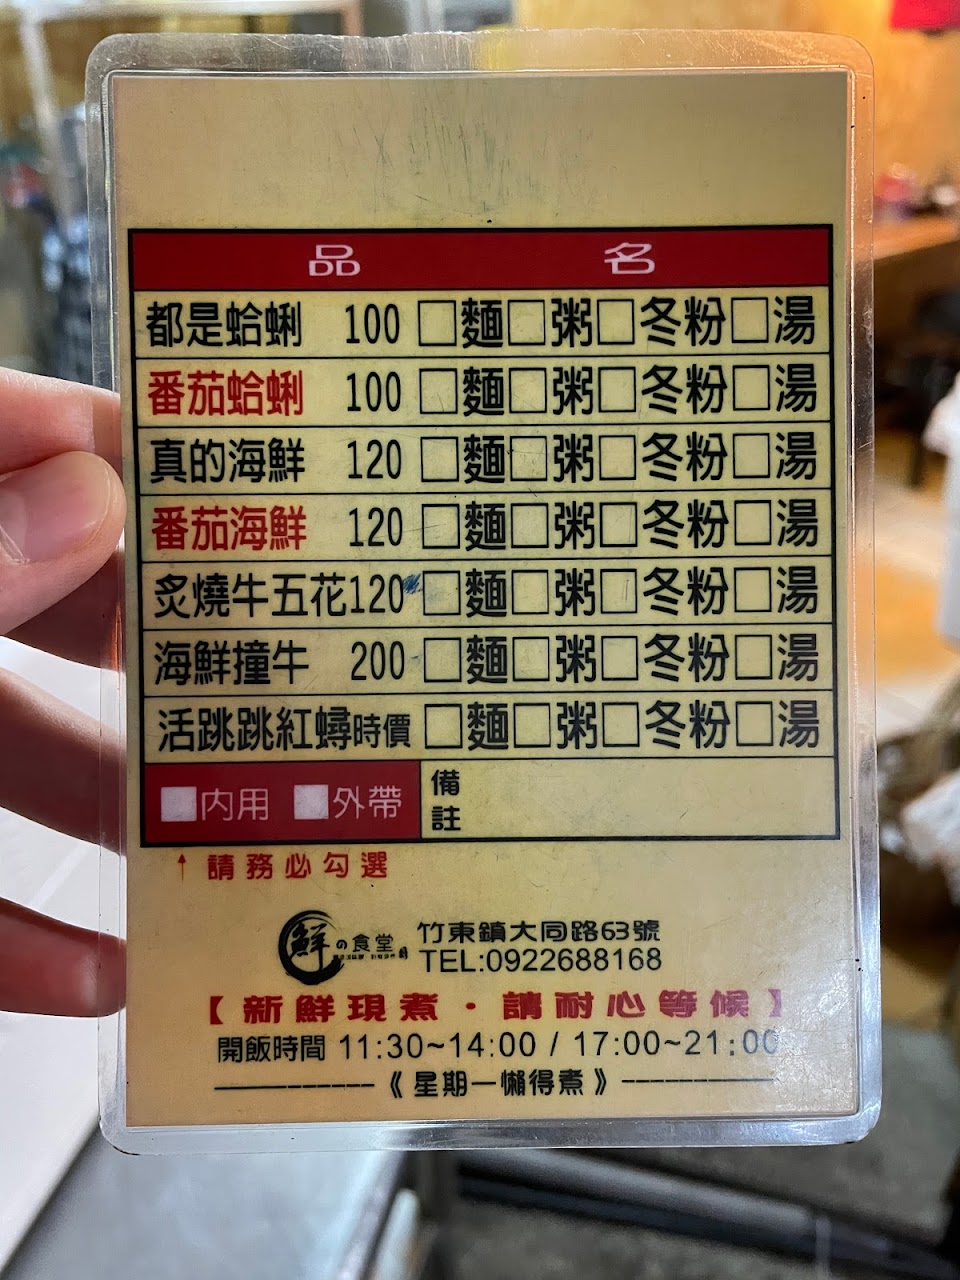 品 名
都是蛤蜊 100 □麵□粥□冬粉□湯
番茄蛤蜊 100 □麵□粥□冬粉□湯
真的海鮮 120 □麵□粥□冬粉□湯
番茄海鮮 120 □麵□粥□冬粉□湯
炙燒牛五花120 □麵□粥□冬粉□湯
海鮮撞牛 200 □麵□粥□冬粉□湯
活跳跳紅蟳時價 □麵□粥□冬粉□湯
■內用 ■外帶 備註
↑ 請務必勾選
鮮の食堂
竹東鎮大同路63號
TEL:0922688168
【新鮮現煮・請耐心等候】
開飯時間 11:30~14:00 / 17:00~21:00
《星期一懶得煮》